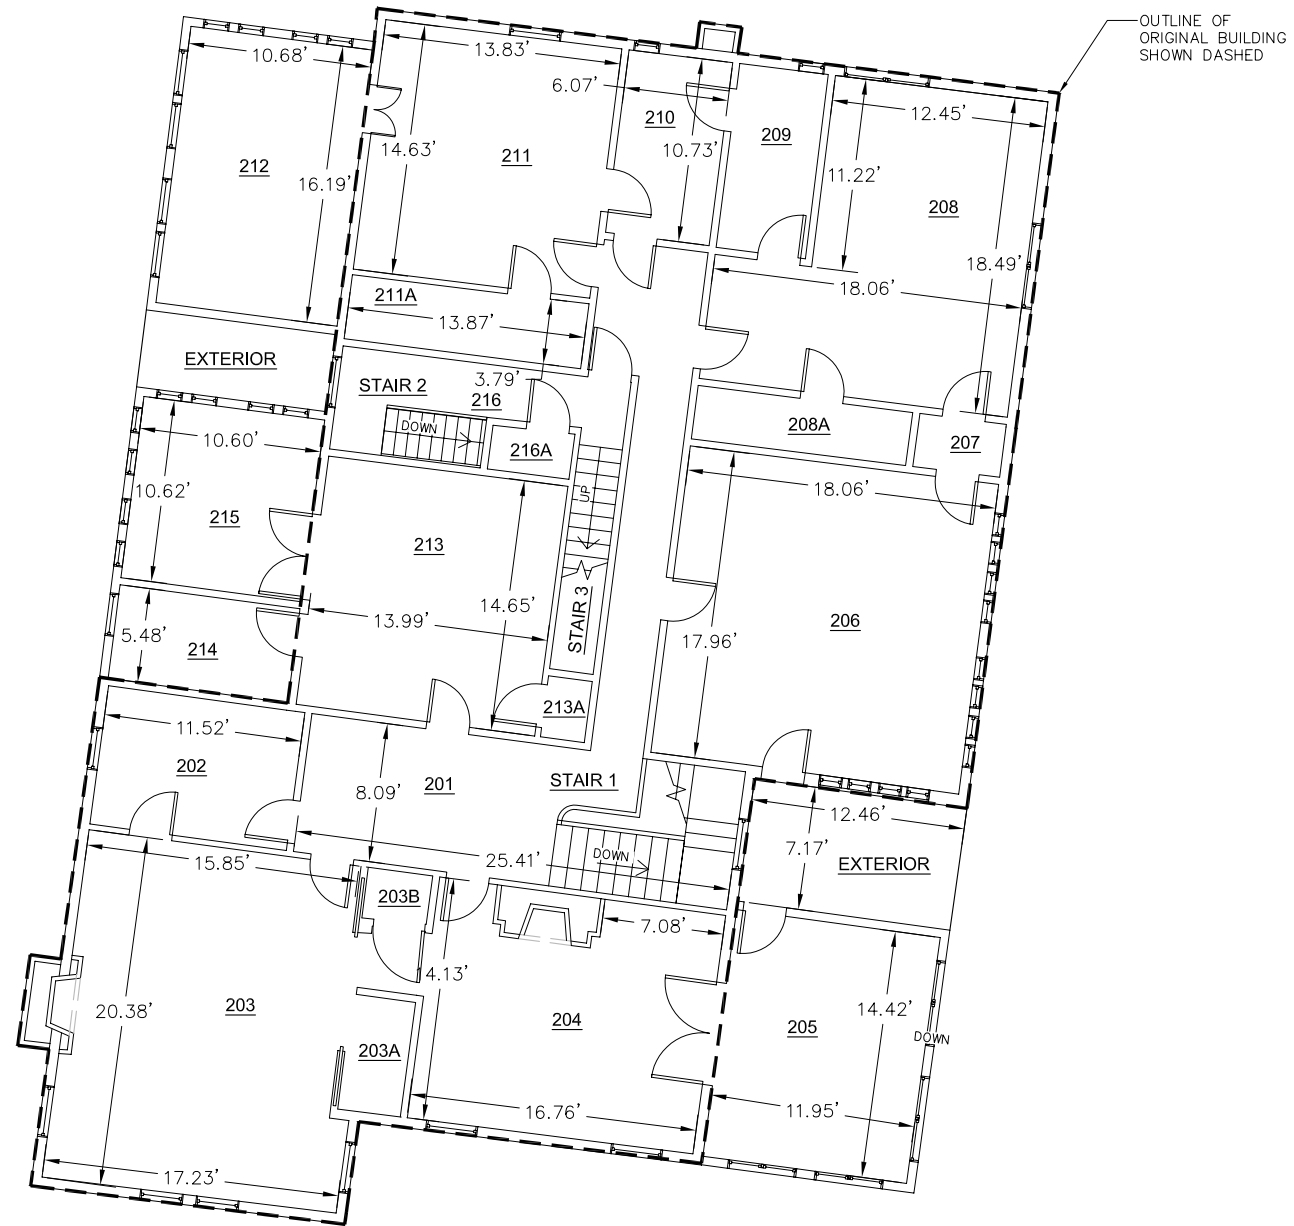 OUTLINE OF
ORIGINAL BUILDING
SHOWN DASHED
10.68’
13.83’
6.07’
210
209
12.45’
14.63’
211
10.73’
212
16.19’
11.22’
208
18.49’
18.06’
211A
13.87’
EXTERIOR
STAIR 2
3.79’
216
DOWN
208A
207
10.60’
216A
10.62’
UP
18.06’
215
213
14.65’
STAIR 3
13.99’
206
5.48’
214
17.96’
213A
11.52’
202
8.09’
201
STAIR 1
12.46’
7.17’
EXTERIOR
15.85’
25.41’
DOWN
203B
7.08’
4.13’
20.38’
203
204
14.42’
205
DOWN
203A
16.76’
11.95’
17.23’